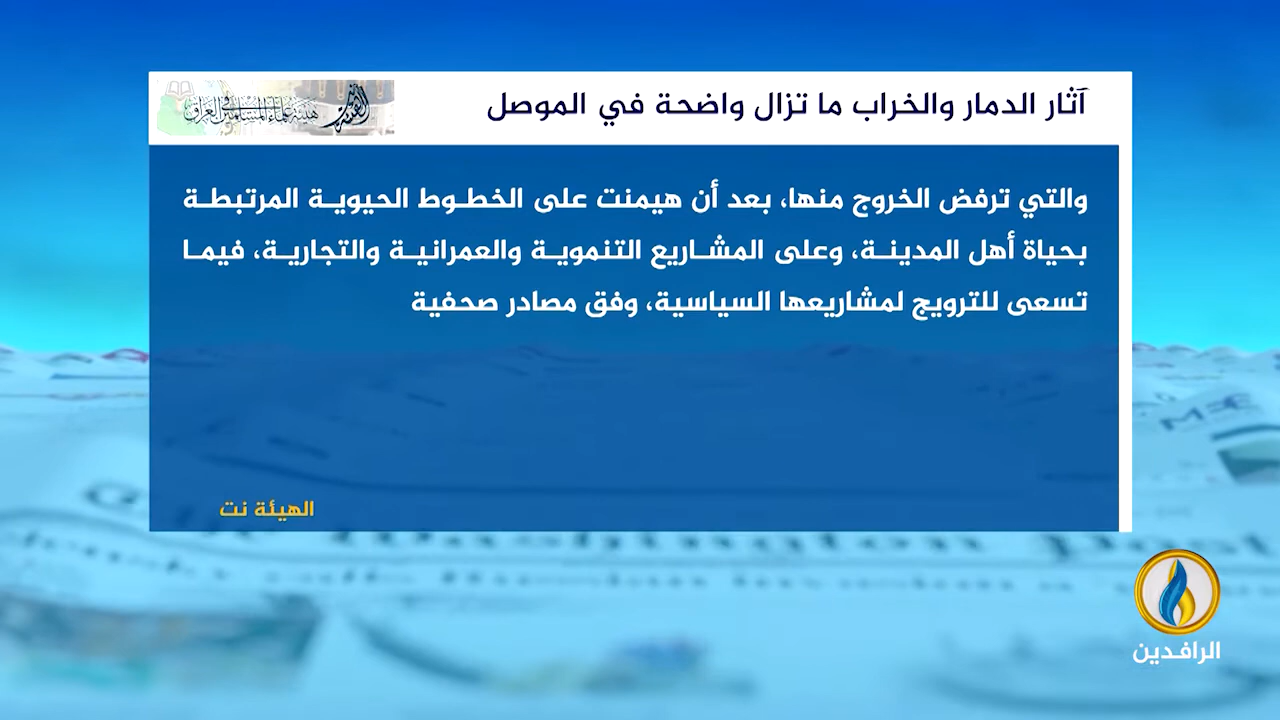 آثار الدمار والخراب ما تزال واضحة في الموصل
هيئة علماء المسلمين في العراق
والتي ترفض الخروج منها، بعد أن هيمنت على الخطوط الحيوية المرتبطة
بحياة أهل المدينة، وعلى المشاريع التنموية والعمرانية والتجارية، فيما
تسعى للترويج لمشاريعها السياسية، وفق مصادر صحفية
الهيئة نت
الرافدين